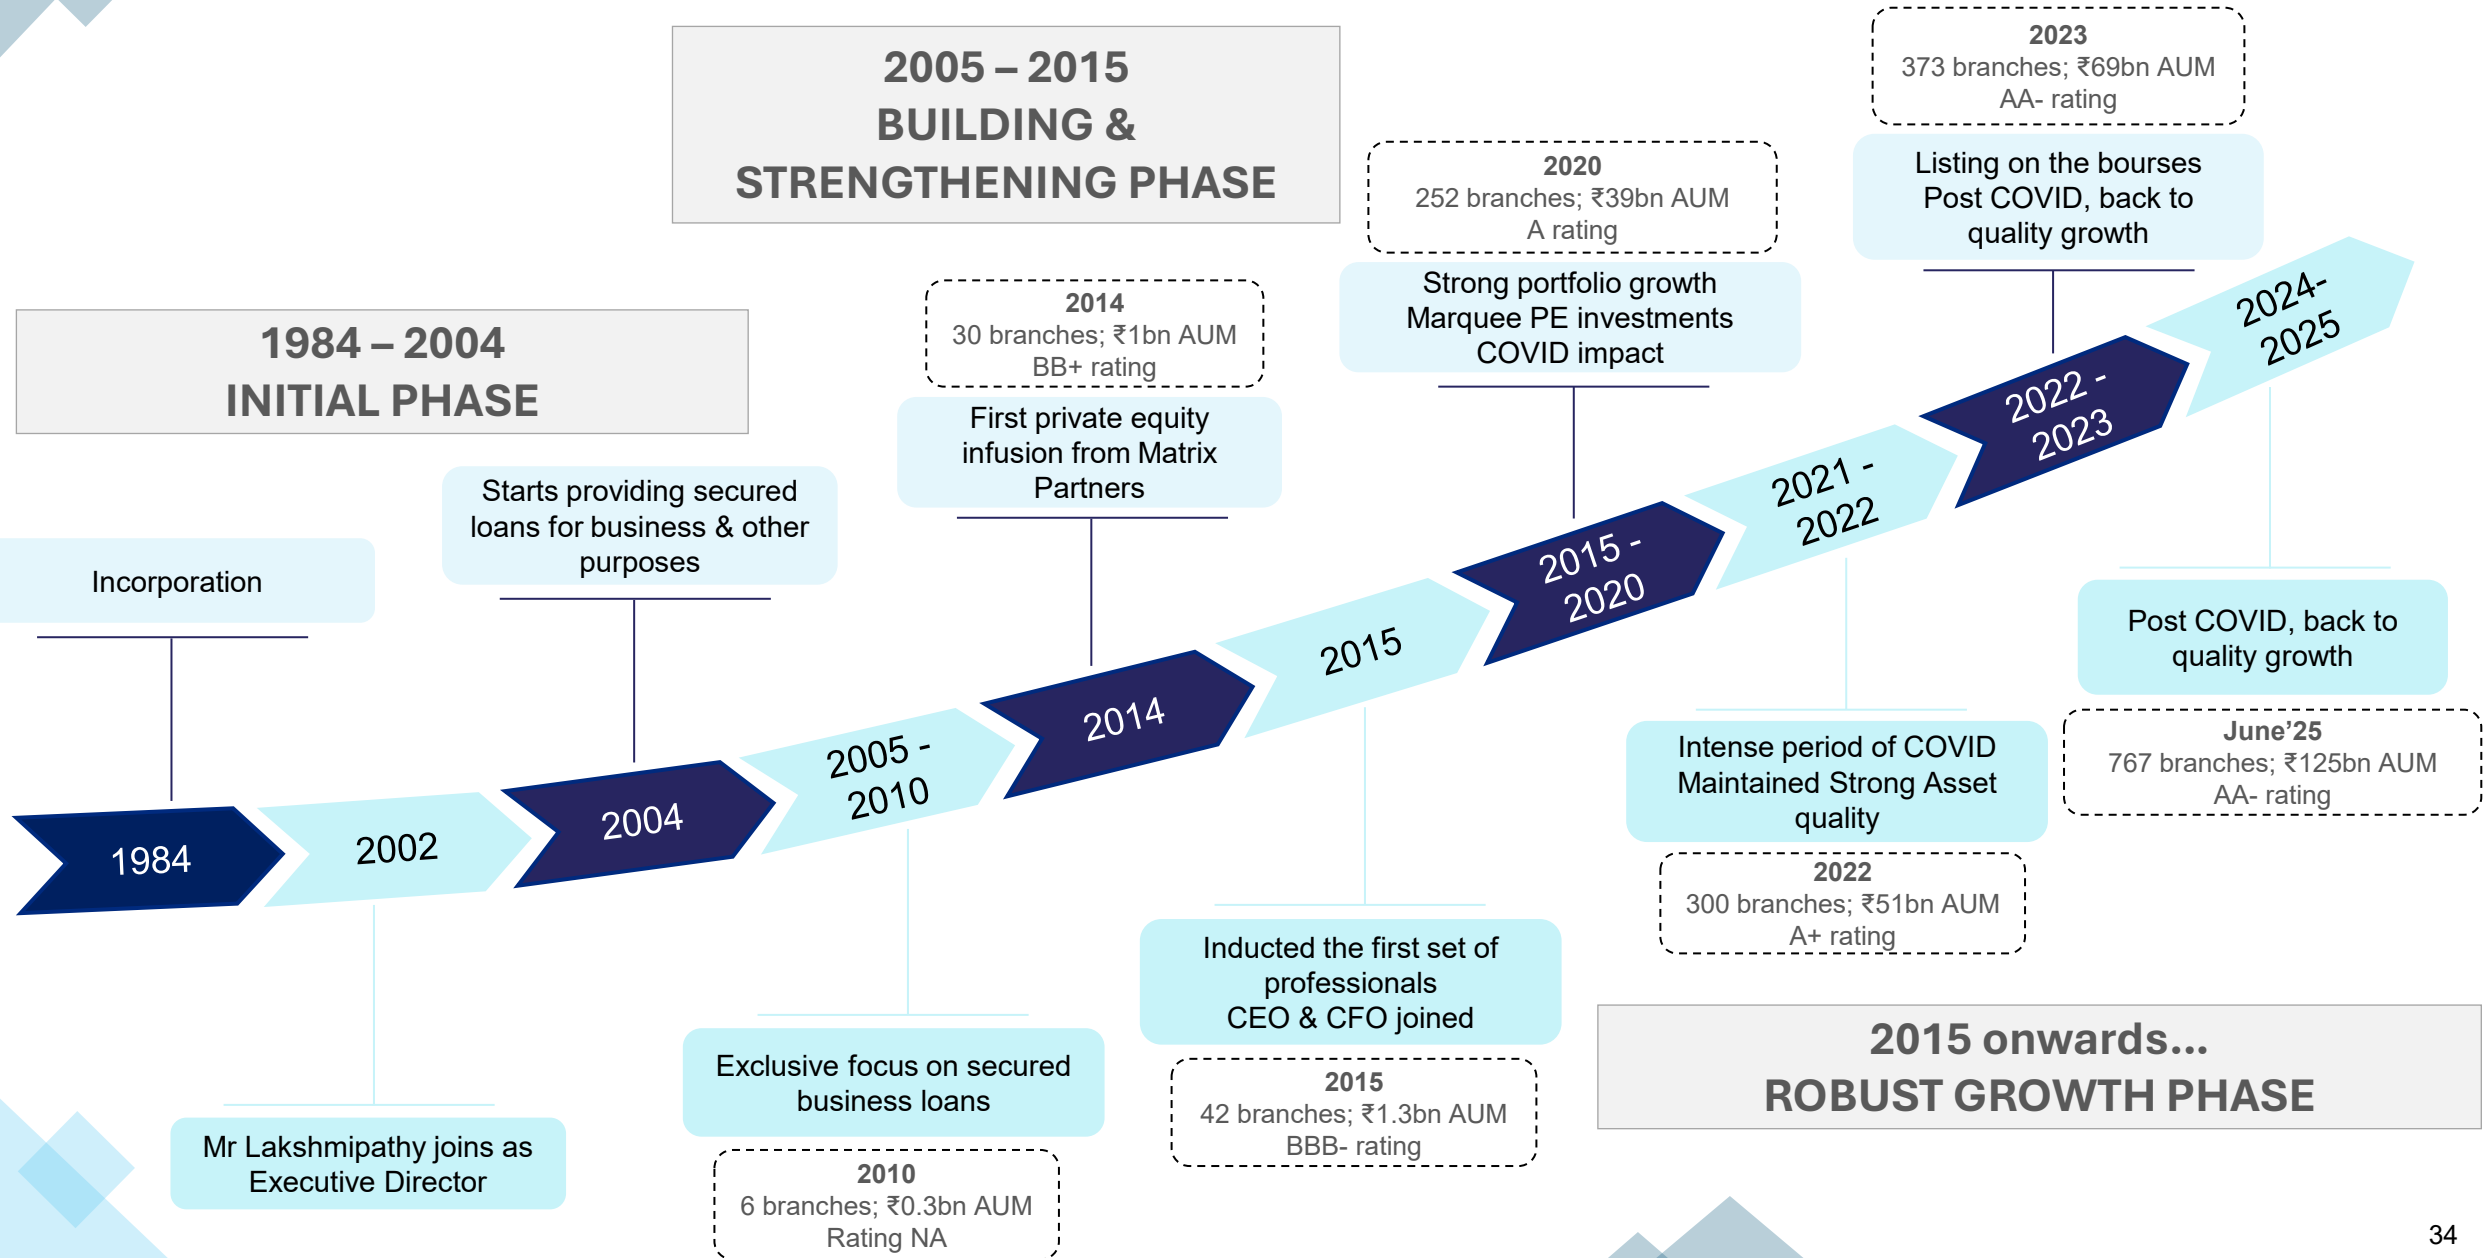 2005 – 2015
BUILDING &
STRENGTHENING PHASE
1984 – 2004
INITIAL PHASE
2015 onwards...
ROBUST GROWTH PHASE
Incorporation
1984
2002
Mr Lakshmipathy joins as
Executive Director
Starts providing secured
loans for business & other
purposes
2004
2005 -
2010
Exclusive focus on secured
business loans
2010
6 branches; ₹0.3bn AUM
Rating NA
2014
30 branches; ₹1bn AUM
BB+ rating
First private equity
infusion from Matrix
Partners
2014
2015
Inducted the first set of
professionals
CEO & CFO joined
2015
42 branches; ₹1.3bn AUM
BBB- rating
2020
252 branches; ₹39bn AUM
A rating
Strong portfolio growth
Marquee PE investments
COVID impact
2015 -
2020
2021 -
2022
Intense period of COVID
Maintained Strong Asset
quality
2022
300 branches; ₹51bn AUM
A+ rating
2023
373 branches; ₹69bn AUM
AA- rating
Listing on the bourses
Post COVID, back to
quality growth
2022 -
2023
2024-
2025
Post COVID, back to
quality growth
June’25
767 branches; ₹125bn AUM
AA- rating
34